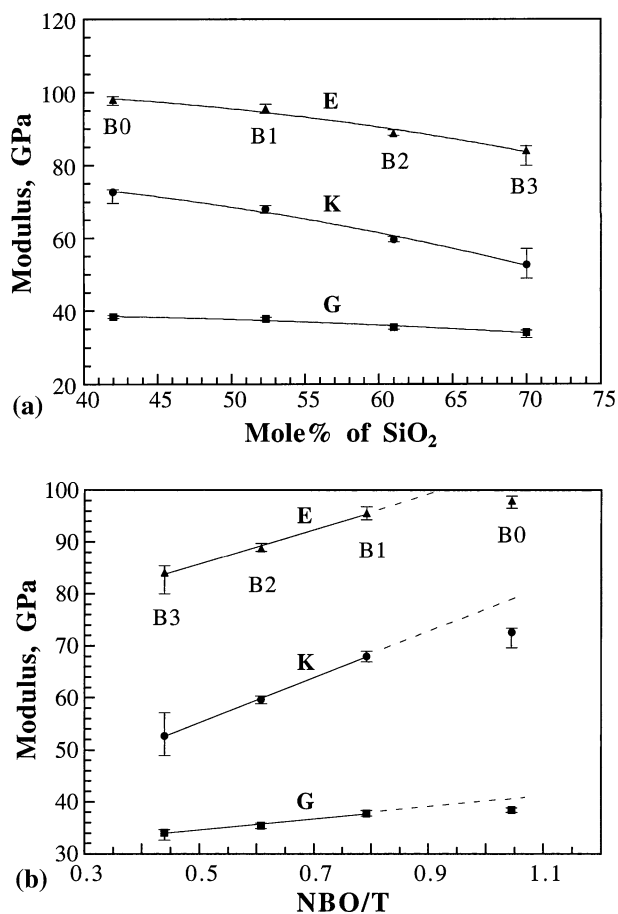 120
100
80
60
40
20
Modulus, GPa
E
B0
B1
B2
B3
K
G
(a)
40 45 50 55 60 65 70 75
Mole% of SiO₂
100
90
80
70
60
50
40
30
Modulus, GPa
E
B0
B1
B2
B3
K
G
(b)
0.3 0.5 0.7 0.9 1.1
NBO/T